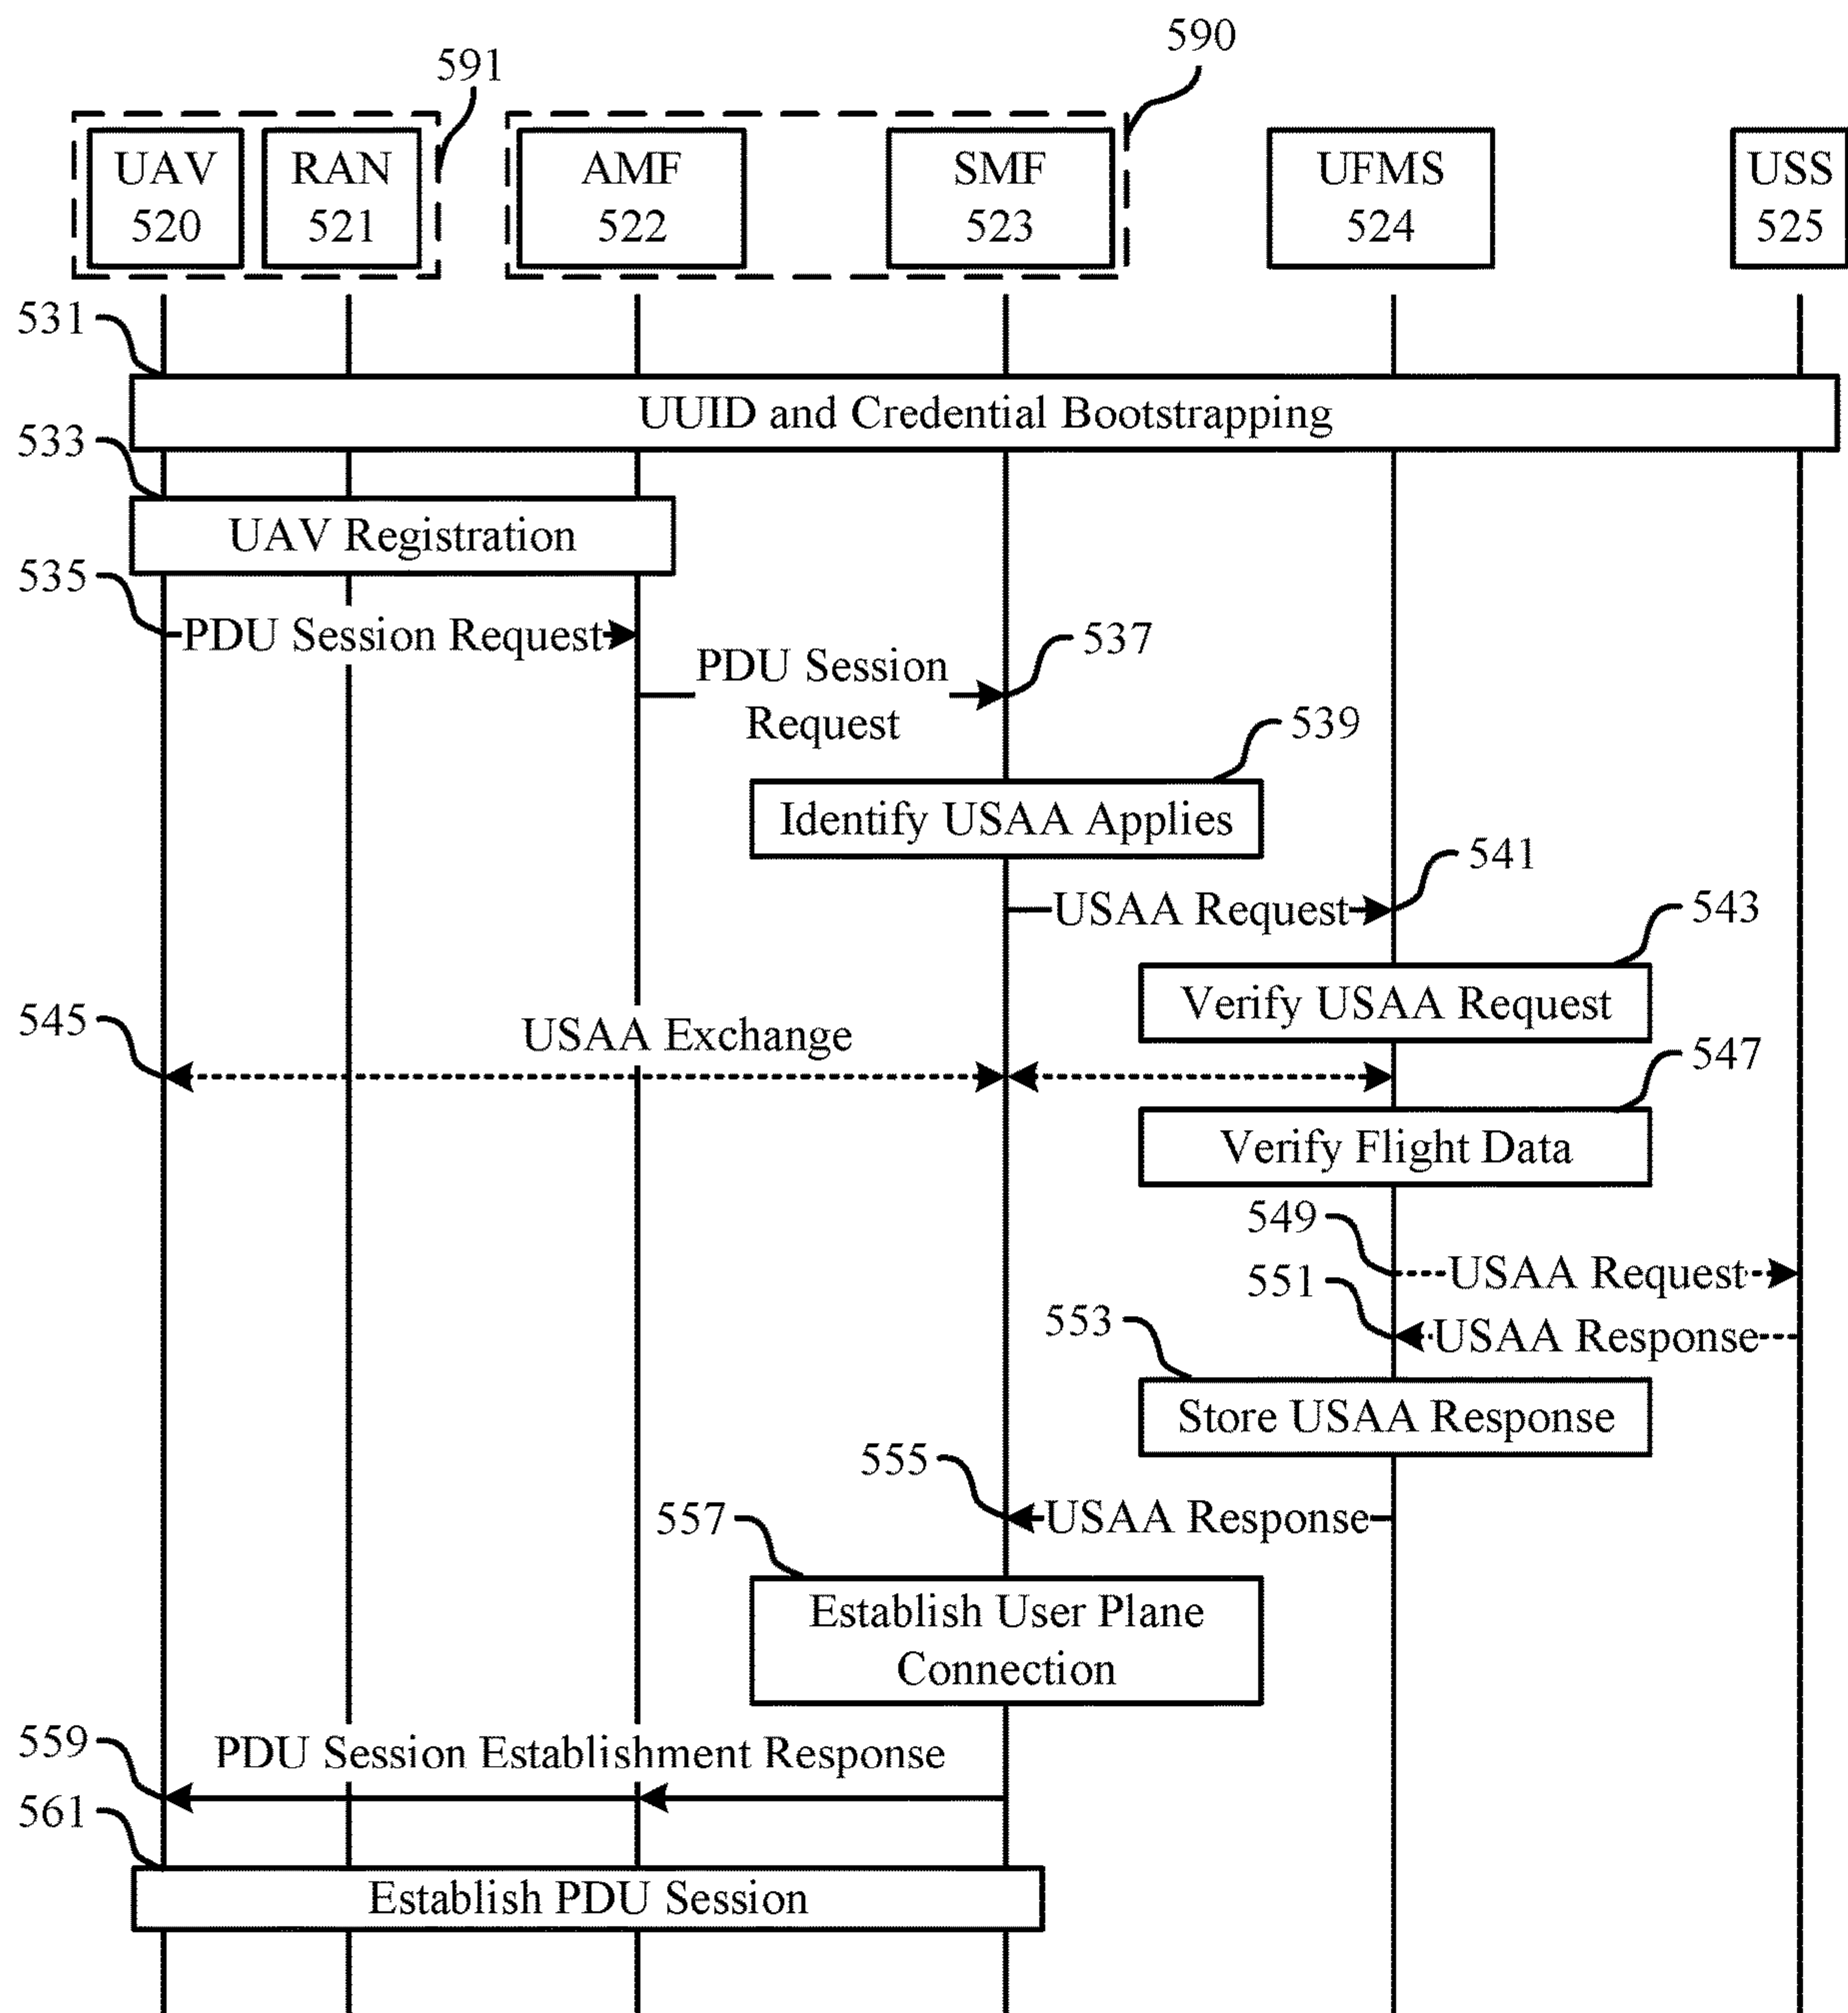 590
591
UAV
520
RAN
521
AMF
522
SMF
523
UFMS
524
USS
525
531
UUID and Credential Bootstrapping
533
UAV Registration
535
PDU Session Request
537
PDU Session
Request
539
Identify USAA Applies
541
USAA Request
543
Verify USAA Request
545
USAA Exchange
547
Verify Flight Data
549
USAA Request
551
USAA Response
553
Store USAA Response
555
USAA Response
557
Establish User Plane
Connection
559
PDU Session Establishment Response
561
Establish PDU Session